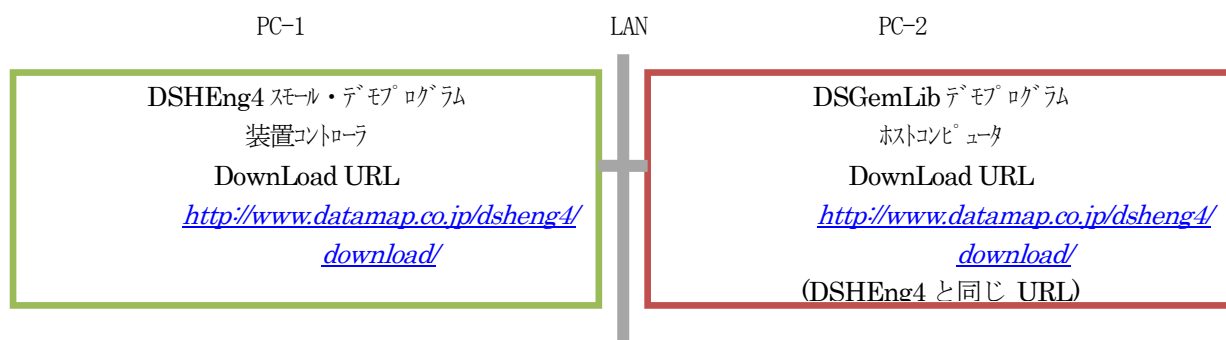 PC-1 LAN PC-2
DSHEng4 スモール・デモプログラム
装置コントローラ
DownLoad URL
http://www.datamap.co.jp/dsheng4/
download/
DSGemLib デモプログラム
ホストコンピュータ
DownLoad URL
http://www.datamap.co.jp/dsheng4/
download/
(DSHEng4 と同じ URL)